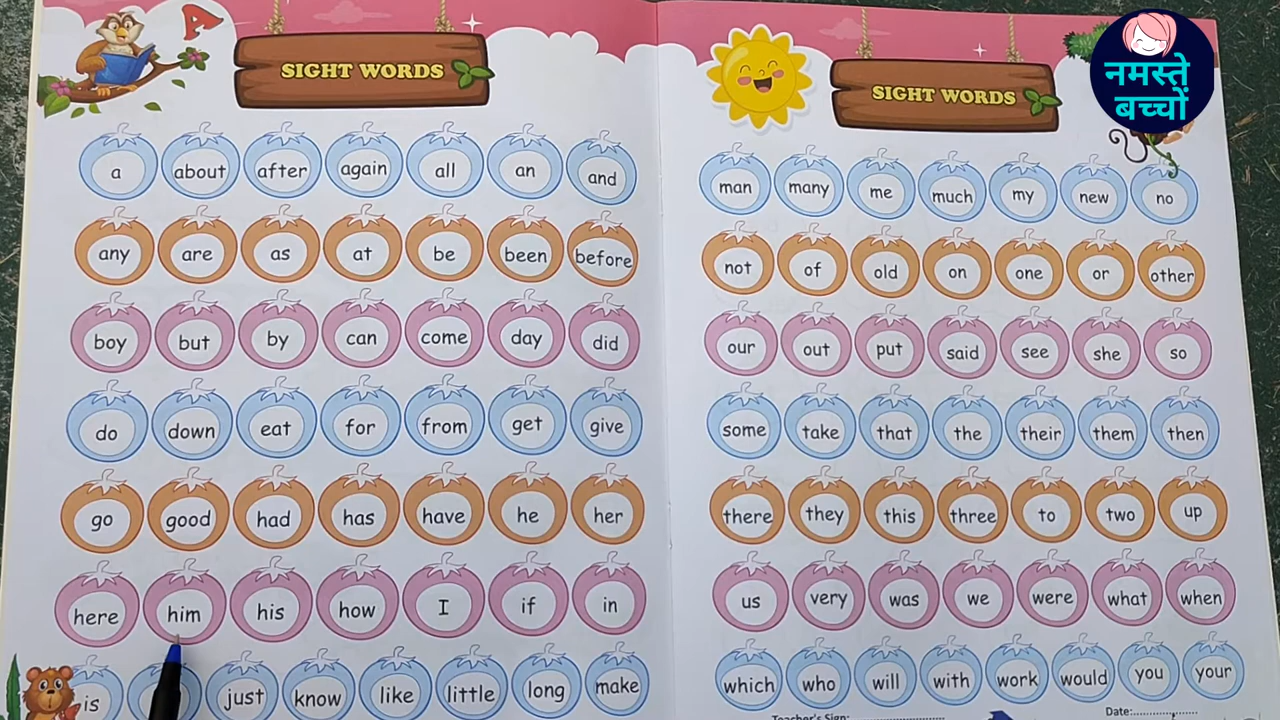 A
SIGHT WORDS
a about after again all an and
any are as at be been before
boy but by can come day did
do down eat for from get give
go good had has have he her
here him his how I if in
is just know like little long make
SIGHT WORDS
नमस्ते
बच्चों
man many me much my new no
not of old on one or other
our out put said see she so
some take that the their them then
there they this three to two up
us very was we were what when
which who will with work would you your
Teacher's Sign:........................ Date:.....................